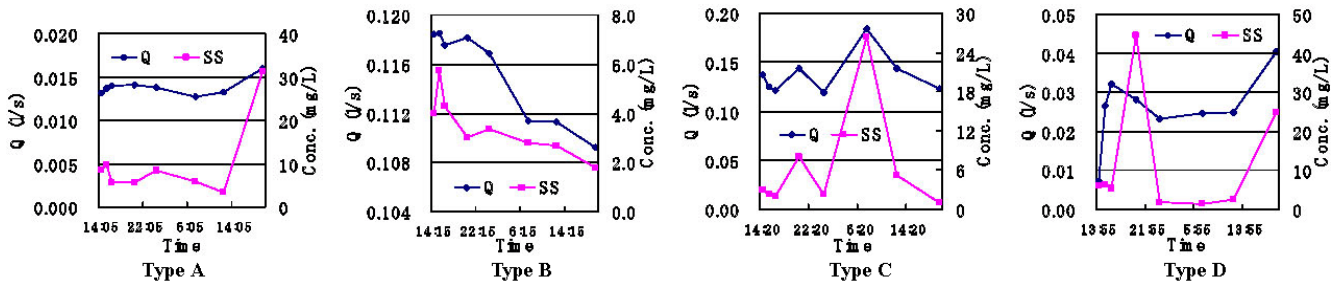 Q (l/s)
0.020
0.015
0.010
0.005
0.000
Q SS
40
30
20
10
0
Conc. (mg/L)
14:05 22:05 6:05 14:05
Time
Type A
Q (l/s)
0.120
0.116
0.112
0.108
0.104
Q SS
8.0
6.0
4.0
2.0
0.0
Conc. (mg/L)
14:15 22:15 6:15 14:15
Time
Type B
Q (l/s)
0.20
0.15
0.10
0.05
0.00
Q SS
30
24
18
12
6
0
Conc. (mg/L)
14:20 22:20 6:20 14:20
Time
Type C
Q (l/s)
0.05
0.04
0.03
0.02
0.01
0.00
Q SS
50
40
30
20
10
0
Conc. (mg/L)
13:55 21:55 5:55 13:55
Time
Type D